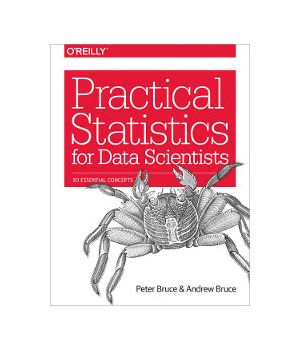 O'REILLY®
Practical
Statistics
for Data Scientists
50 ESSENTIAL CONCEPTS
Peter Bruce & Andrew Bruce